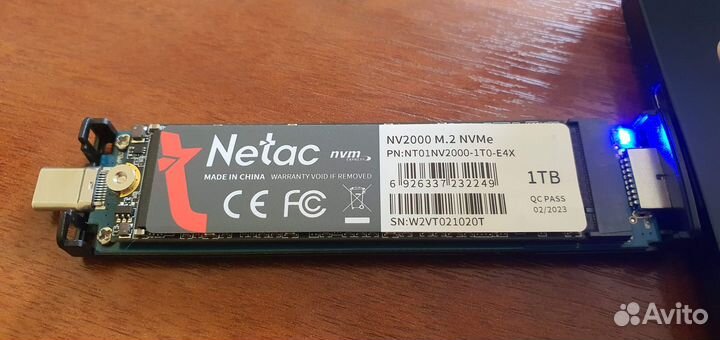 Netac
nvm
EXPRESS
MADE IN CHINA WARRANTY VOID IF REMOVED
CE FC
NV2000 M.2 NVMe
PN:NT01NV2000-1T0-E4X
6 926337 232249
SN:W2VT021020T
1TB
QC PASS
02/2023
Avito